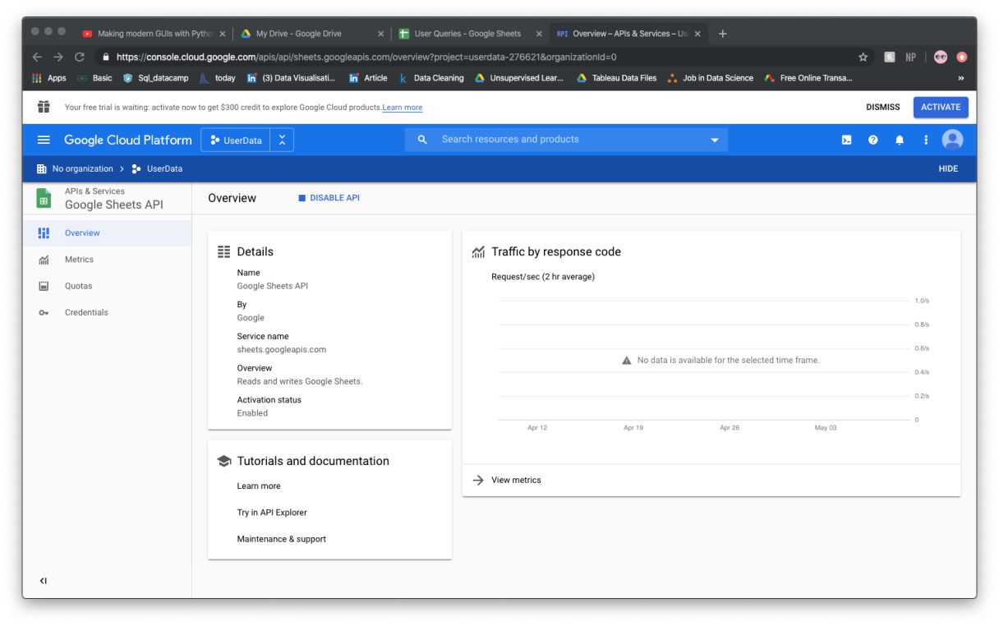 Making modern GUIs with Pytho
My Drive - Google Drive
User Queries - Google Sheets
API Overview – APIs & Services – Us
https://console.cloud.google.com/apis/api/sheets.googleapis.com/overview?project=userdata-276621&organizationId=0
NP
Apps
Basic
Sql_datacamp
today
in (3) Data Visualisati...
in Article
k Data Cleaning
Unsupervised Lear...
Tableau Data Files
Job in Data Science
Free Online Transa...
»
Your free trial is waiting: activate now to get $300 credit to explore Google Cloud products. Learn more
DISMISS
ACTIVATE
Google Cloud Platform
UserData
Search resources and products
No organization
UserData
HIDE
APIs & Services
Google Sheets API
Overview
DISABLE API
Overview
Metrics
Quotas
Credentials
Details
Name
Google Sheets API
By
Google
Service name
sheets.googleapis.com
Overview
Reads and writes Google Sheets.
Activation status
Enabled
Tutorials and documentation
Learn more
Try in API Explorer
Maintenance & support
Traffic by response code
Request/sec (2 hr average)
1.0/s
0.8/s
0.6/s
No data is available for the selected time frame.
0.4/s
0.2/s
0
Apr 12
Apr 19
Apr 26
May 03
View metrics